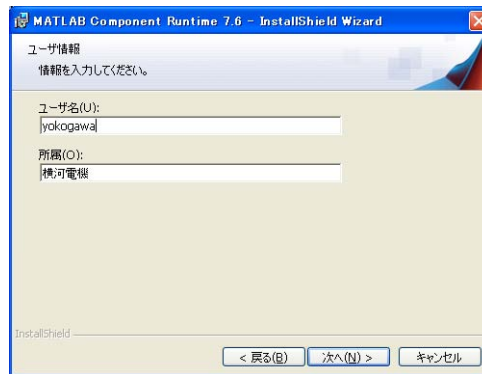 MATLAB Component Runtime 7.6 - InstallShield Wizard
ユーザ情報
情報を入力してください。
ユーザ名(U):
yokogawa
所属(O):
横河電機
InstallShield
< 戻る(B)
次へ(N) >
キャンセル